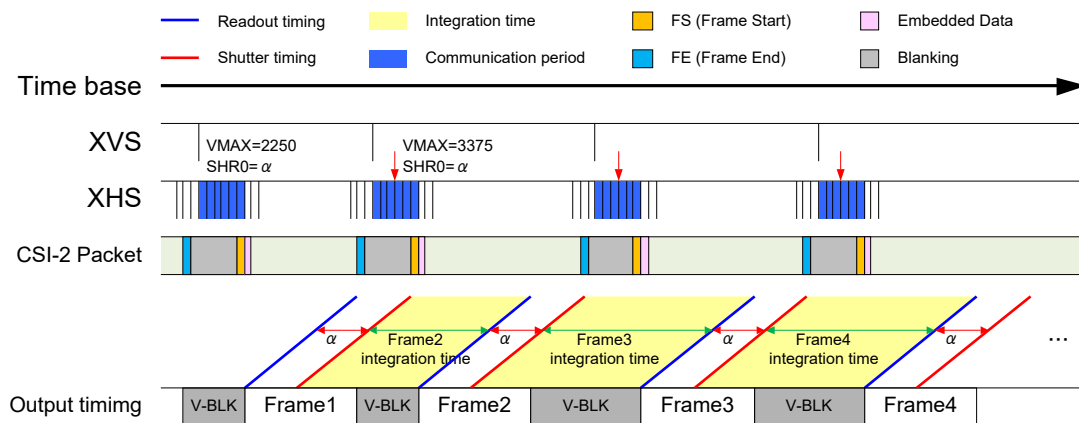 Readout timing
Integration time
FS (Frame Start)
Embedded Data
Shutter timing
Communication period
FE (Frame End)
Blanking
Time base
XVS
VMAX=2250
VMAX=3375
SHR0= α
SHR0= α
XHS
CSI-2 Packet
α
Frame2
integration time
α
Frame3
integration time
α
Frame4
integration time
α
...
Output timimg
V-BLK
Frame1
V-BLK
Frame2
V-BLK
Frame3
V-BLK
Frame4